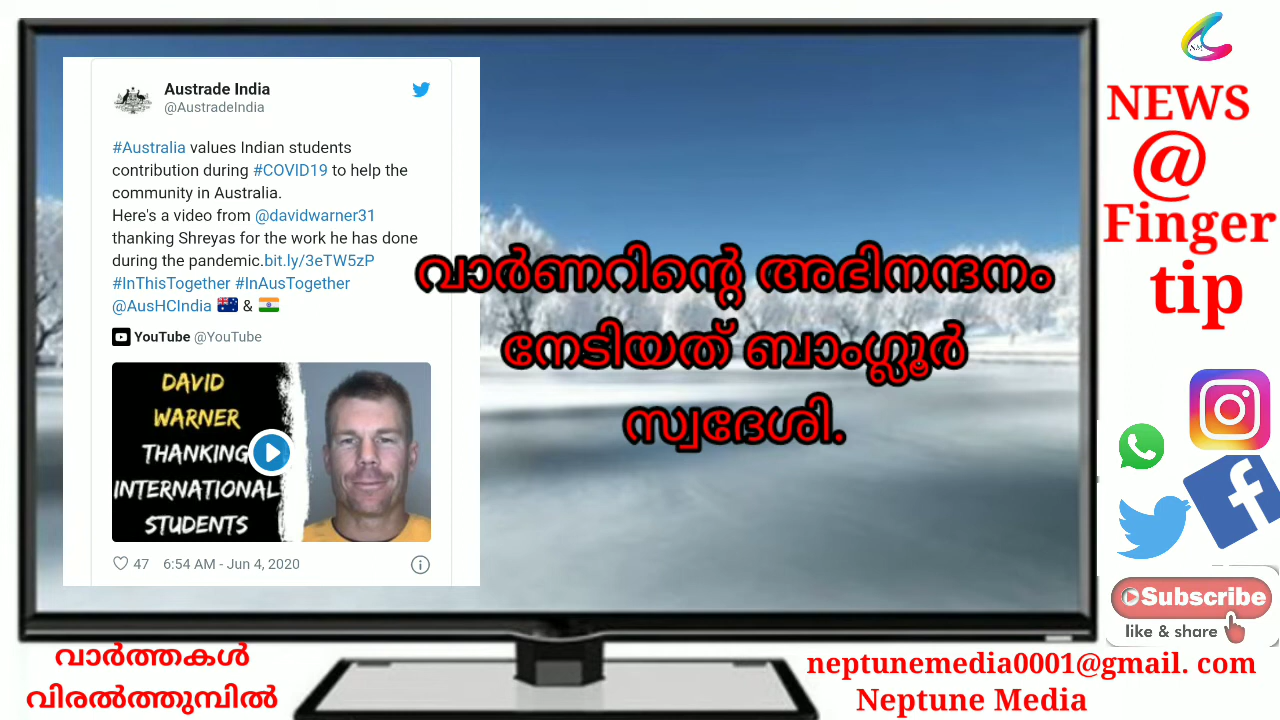 Austrade India
@AustradeIndia
#Australia values Indian students
contribution during #COVID19 to help the
community in Australia.
Here's a video from @davidwarner31
thanking Shreyas for the work he has done
during the pandemic.bit.ly/3eTW5zP
#InThisTogether #InAusTogether
@AusHCIndia 🇦🇺 & 🇮🇳
YouTube @YouTube
DAVID
WARNER
THANKING
INTERNATIONAL
STUDENTS
47 6:54 AM - Jun 4, 2020
വാർണറിന്റെ അഭിനന്ദനം
നേടിയത് ബാംഗ്ലൂർ
സ്വദേശി.
NM
NEWS
@
Finger
tip
Subscribe
like & share
വാർത്തകൾ
വിരൽത്തുമ്പിൽ
neptunemedia0001@gmail. com
Neptune Media